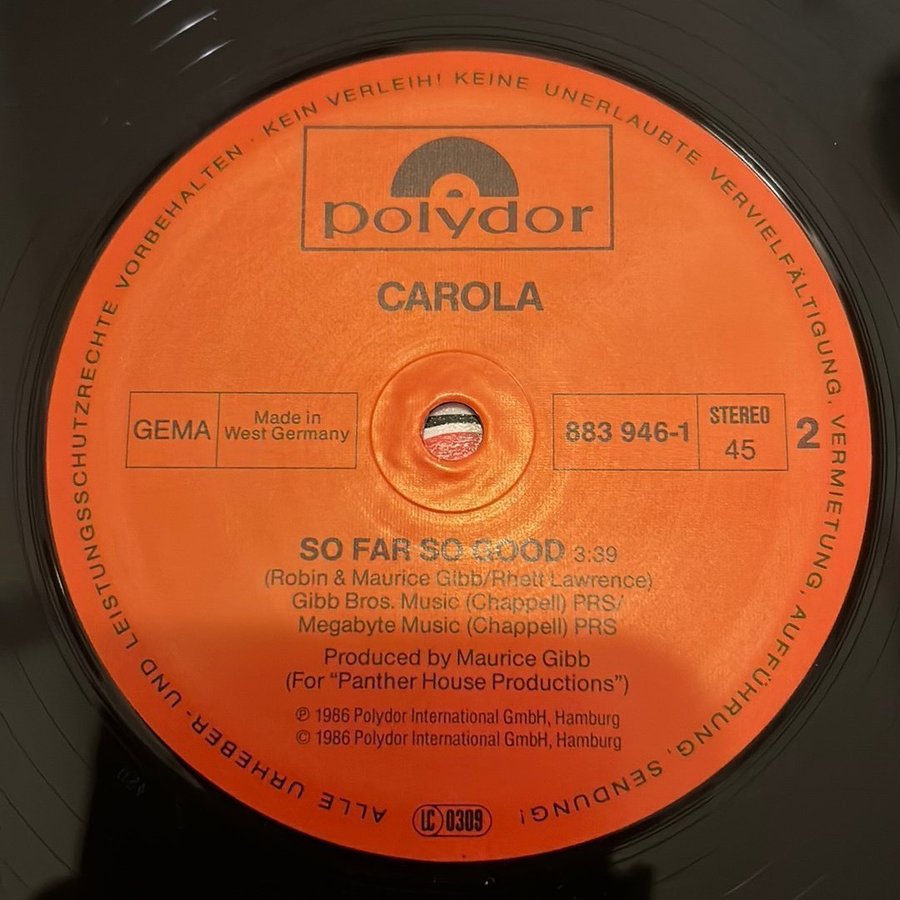 ALLE URHEBER- UND LEISTUNGSSCHUTZRECHTE VORBEHALTEN · KEIN VERLEIH! KEINE UNERLAUBTE VERVIELFÄLTIGUNG, VERMIETUNG, AUFFÜHRUNG, SENDUNG!
polydor
CAROLA
GEMA
Made in
West Germany
883 946-1
STEREO
45
2
SO FAR SO GOOD 3:39
(Robin & Maurice Gibb/Rhett Lawrence)
Gibb Bros. Music (Chappell) PRS/
Megabyte Music (Chappell) PRS
Produced by Maurice Gibb
(For "Panther House Productions")
℗ 1986 Polydor International GmbH, Hamburg
© 1986 Polydor International GmbH, Hamburg
LC 0309